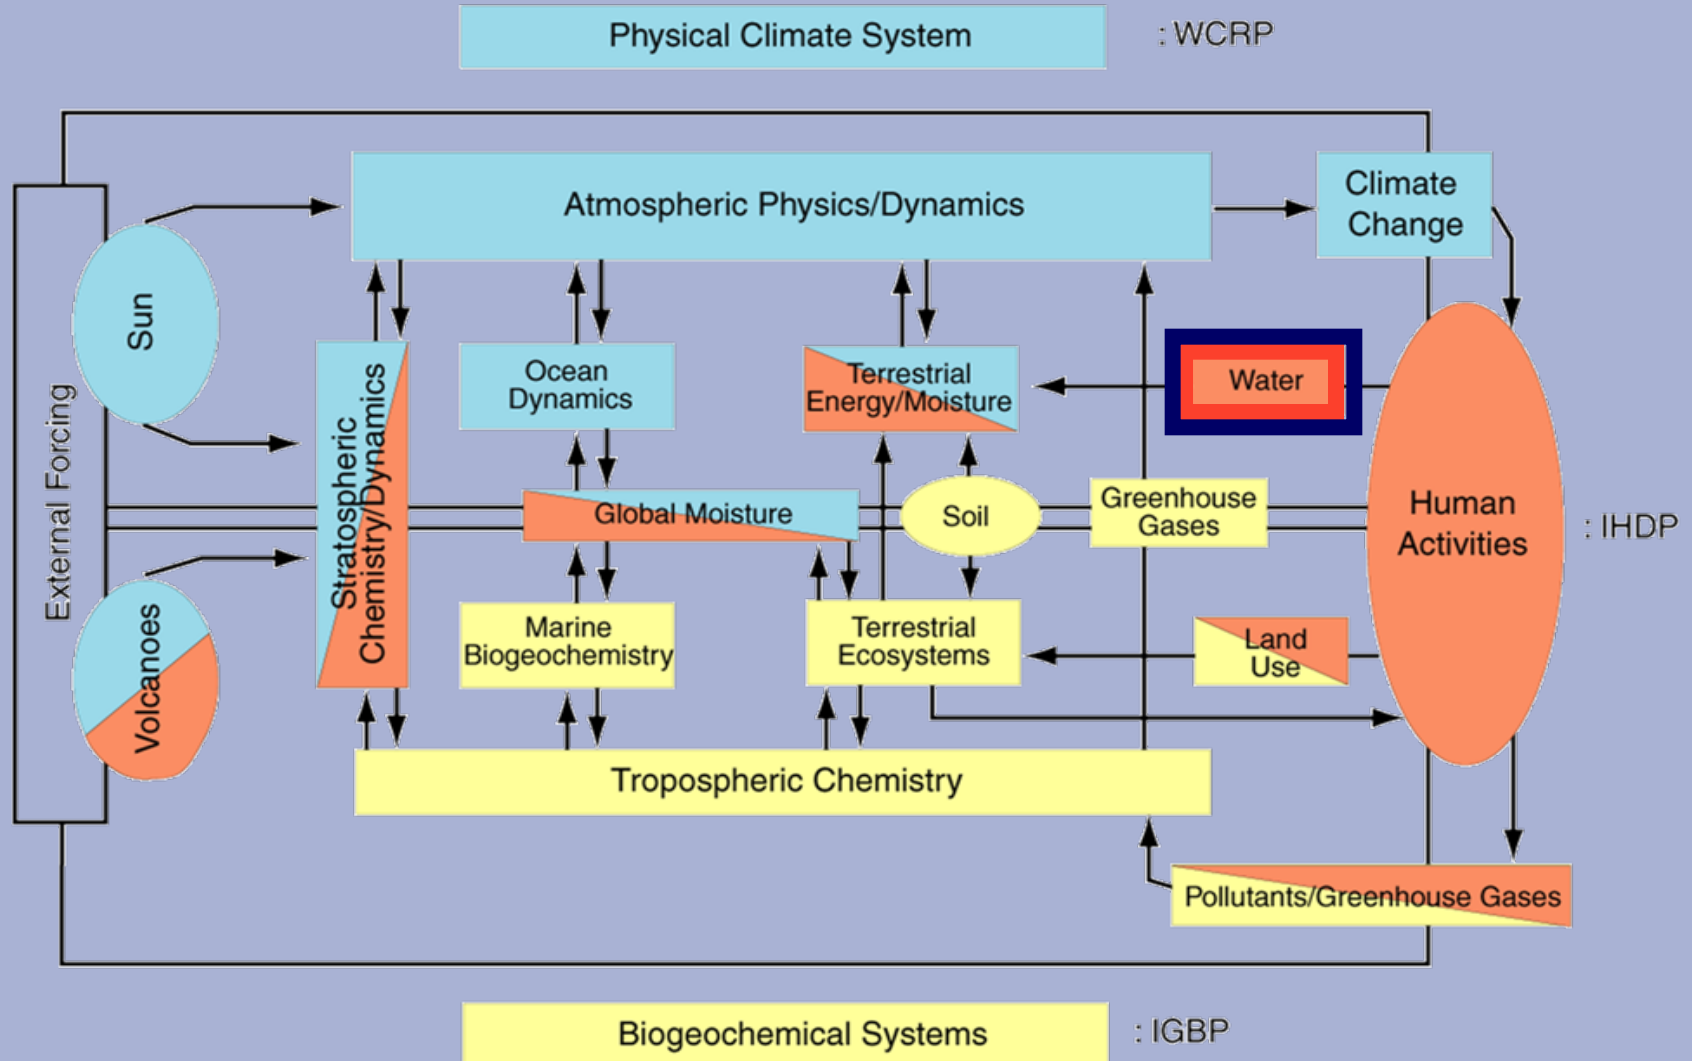 Physical Climate System
: WCRP
Atmospheric Physics/Dynamics
Climate
Change
Sun
External Forcing
Stratospheric
Chemistry/Dynamics
Ocean
Dynamics
Terrestrial
Energy/Moisture
Water
Global Moisture
Soil
Greenhouse
Gases
Human
Activities
: IHDP
Volcanoes
Marine
Biogeochemistry
Terrestrial
Ecosystems
Land
Use
Tropospheric Chemistry
Pollutants/Greenhouse Gases
Biogeochemical Systems
: IGBP